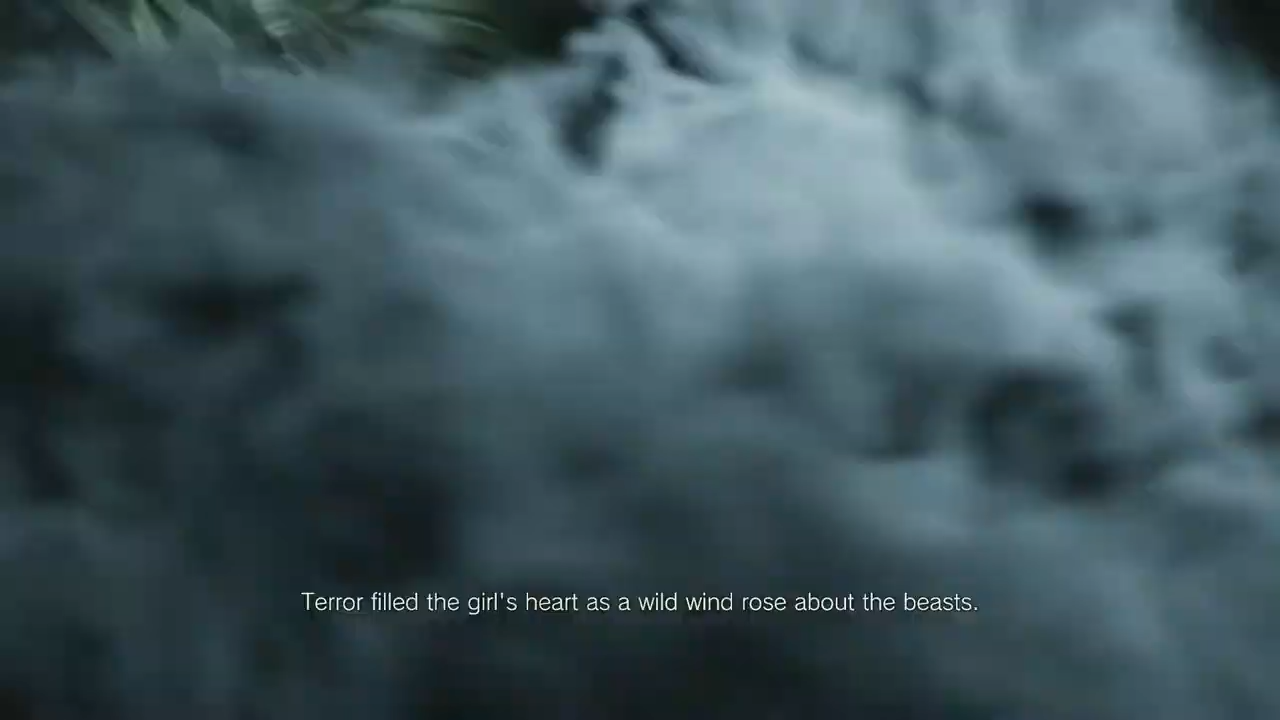 Terror filled the girl's heart as a wild wind rose about the beasts.